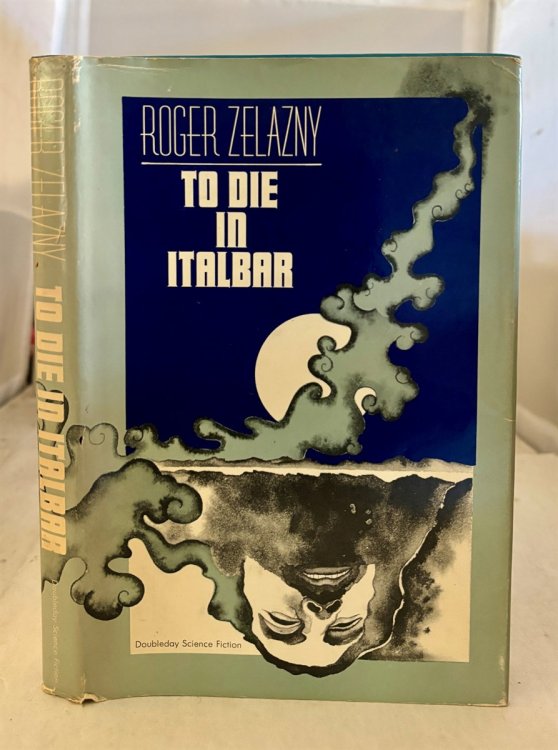 ROGER ZELAZNY
TO DIE
IN
ITALBAR
Doubleday Science Fiction
ROGER ZELAZNY
TO DIE IN ITALBAR
Doubleday Science Fiction